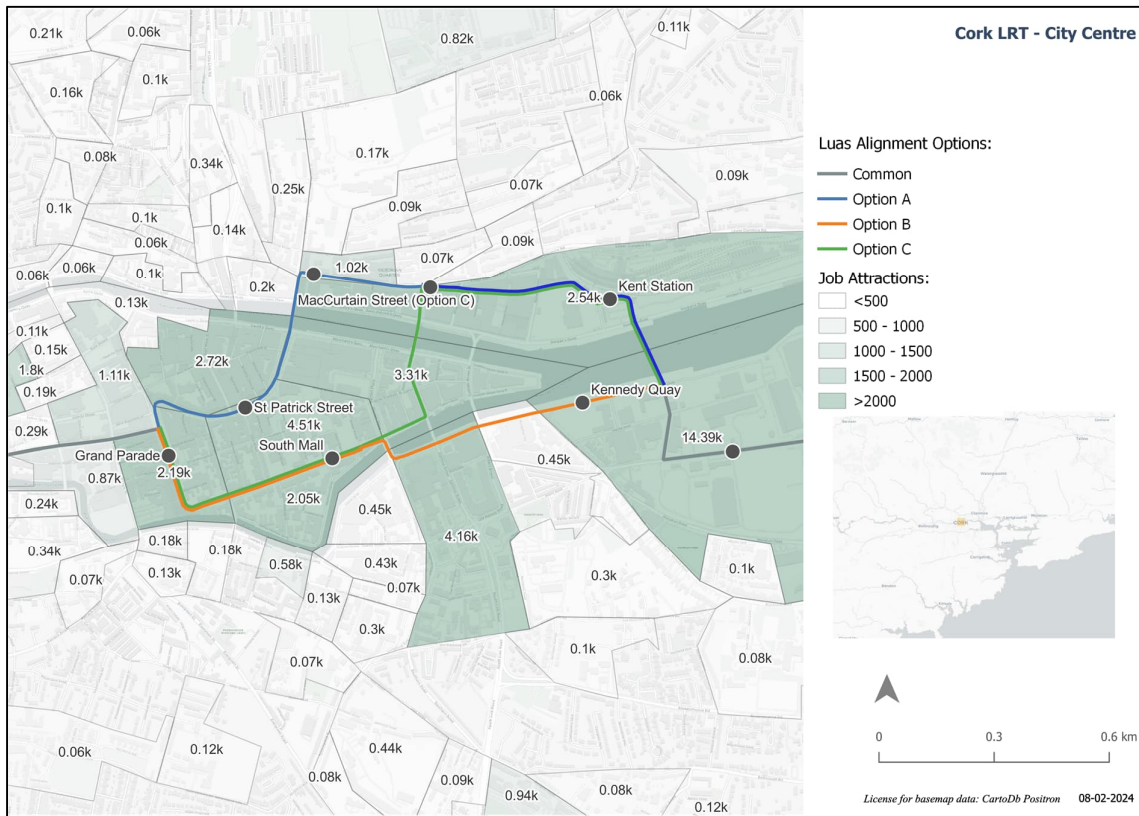 Cork LRT - City Centre
0.21k
0.06k
0.82k
0.11k
0.16k
0.1k
0.06k
0.08k
0.34k
0.17k
0.25k
0.07k
0.09k
0.1k
0.1k
0.14k
0.09k
0.06k
0.09k
0.06k
0.06k
0.1k
0.2k
1.02k
0.07k
MacCurtain Street (Option C)
Kent Station
2.54k
0.13k
0.11k
0.15k
1.8k
0.19k
1.11k
2.72k
3.31k
Kennedy Quay
St Patrick Street
4.51k
0.29k
Grand Parade
2.19k
South Mall
14.39k
0.87k
2.05k
0.45k
0.24k
0.45k
4.16k
0.34k
0.18k
0.18k
0.58k
0.43k
0.07k
0.13k
0.07k
0.13k
0.3k
0.1k
0.3k
0.07k
0.1k
0.08k
0.06k
0.12k
0.44k
0.08k
0.09k
0.94k
0.08k
0.12k
Luas Alignment Options:
Common
Option A
Option B
Option C
Job Attractions:
<500
500 - 1000
1000 - 1500
1500 - 2000
>2000
CORK
0
0.3
0.6 km
License for basemap data: CartoDb Positron 08-02-2024